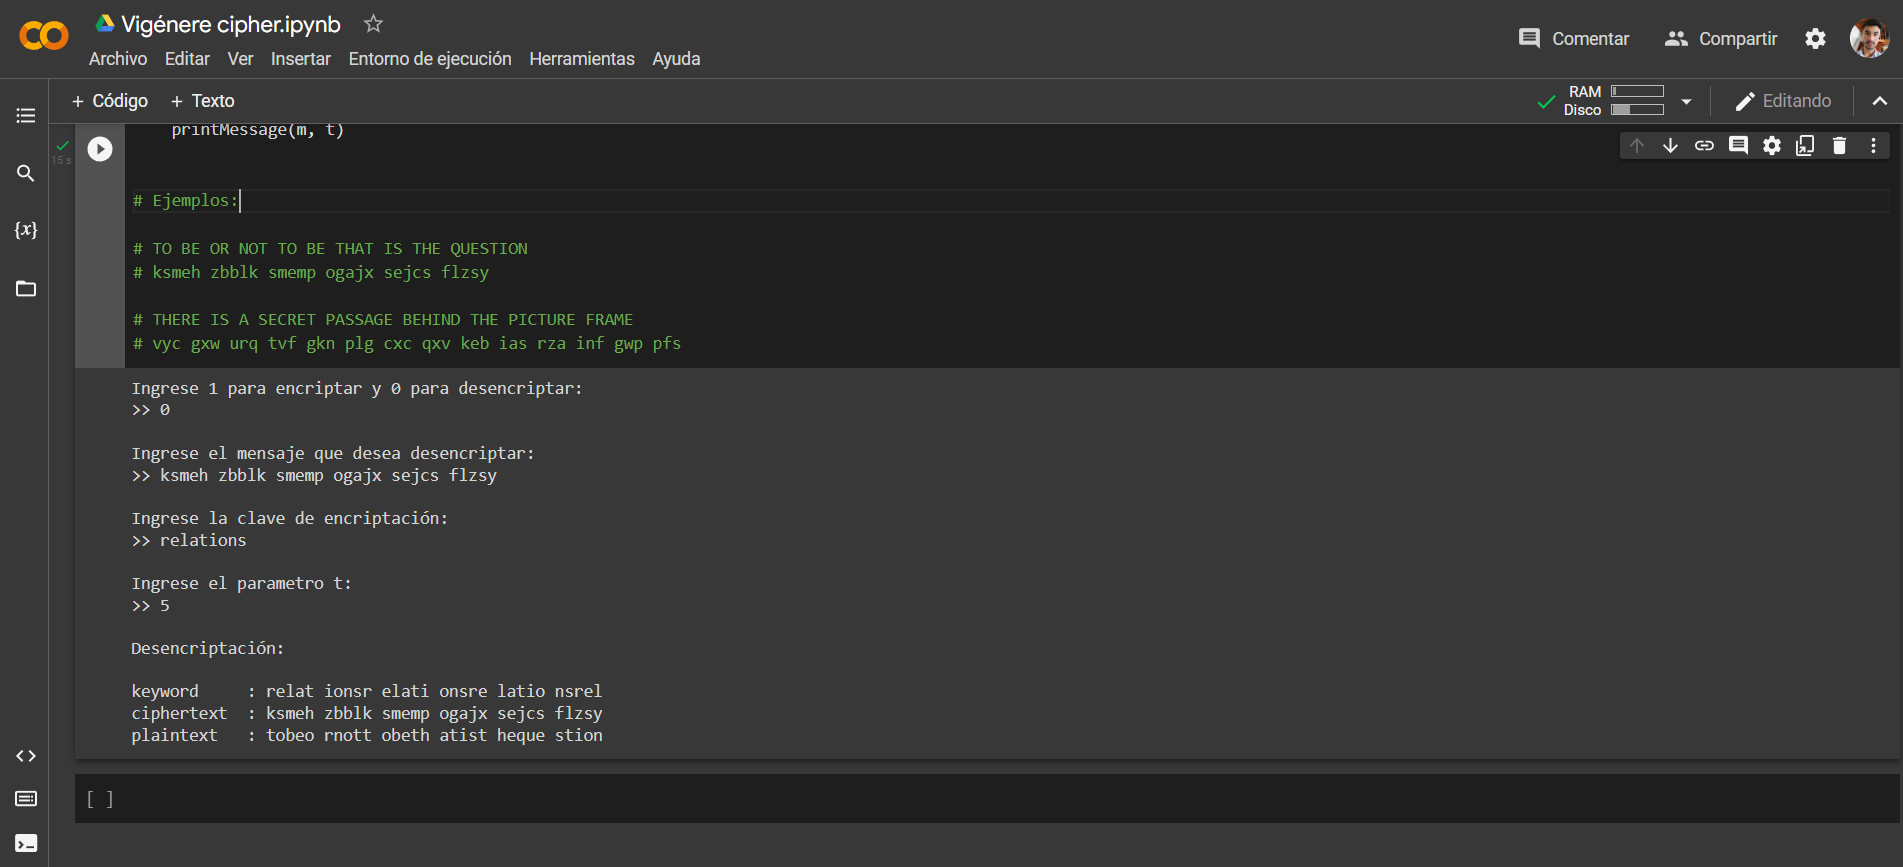 Vigénere cipher.ipynb
Archivo Editar Ver Insertar Entorno de ejecución Herramientas Ayuda
Comentar Compartir
+ Código + Texto
RAM
Disco
Editando
15 s
printMessage(m, t)
# Ejemplos:
# TO BE OR NOT TO BE THAT IS THE QUESTION
# ksmeh zbblk smemp ogajx sejcs flzsy
# THERE IS A SECRET PASSAGE BEHIND THE PICTURE FRAME
# vyc gxw urq tvf gkn plg cxc qxv keb ias rza inf gwp pfs
Ingrese 1 para encriptar y 0 para desencriptar:
>> 0
Ingrese el mensaje que desea desencriptar:
>> ksmeh zbblk smemp ogajx sejcs flzsy
Ingrese la clave de encriptación:
>> relations
Ingrese el parametro t:
>> 5
Desencriptación:
keyword : relat ionsr elati onsre latio nsrel
ciphertext : ksmeh zbblk smemp ogajx sejcs flzsy
plaintext : tobeo rnott obeth atist heque stion
[ ]